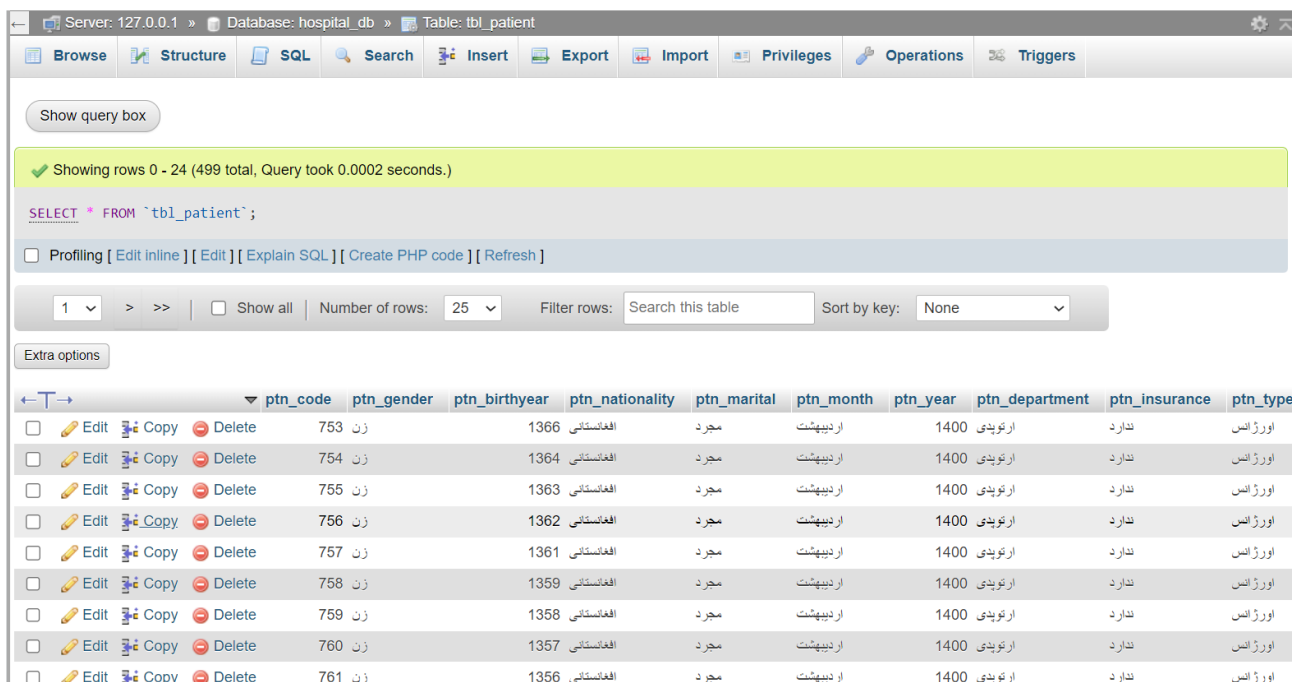 ← Server: 127.0.0.1 » Database: hospital_db » Table: tbl_patient
Browse Structure SQL Search Insert Export Import Privileges Operations Triggers
Show query box
Showing rows 0 - 24 (499 total, Query took 0.0002 seconds.)
SELECT * FROM `tbl_patient`;
Profiling [ Edit inline ] [ Edit ] [ Explain SQL ] [ Create PHP code ] [ Refresh ]
1 > >> | Show all | Number of rows: 25 Filter rows: Search this table Sort by key: None
Extra options
←T→ ptn_code ptn_gender ptn_birthyear ptn_nationality ptn_marital ptn_month ptn_year ptn_department ptn_insurance ptn_type
Edit Copy Delete 753 زن 1366 افغانستانی مجرد اردیبهشت 1400 ارتوپدی ندارد اورژانس
Edit Copy Delete 754 زن 1364 افغانستانی مجرد اردیبهشت 1400 ارتوپدی ندارد اورژانس
Edit Copy Delete 755 زن 1363 افغانستانی مجرد اردیبهشت 1400 ارتوپدی ندارد اورژانس
Edit Copy Delete 756 زن 1362 افغانستانی مجرد اردیبهشت 1400 ارتوپدی ندارد اورژانس
Edit Copy Delete 757 زن 1361 افغانستانی مجرد اردیبهشت 1400 ارتوپدی ندارد اورژانس
Edit Copy Delete 758 زن 1359 افغانستانی مجرد اردیبهشت 1400 ارتوپدی ندارد اورژانس
Edit Copy Delete 759 زن 1358 افغانستانی مجرد اردیبهشت 1400 ارتوپدی ندارد اورژانس
Edit Copy Delete 760 زن 1357 افغانستانی مجرد اردیبهشت 1400 ارتوپدی ندارد اورژانس
Edit Copy Delete 761 زن 1356 افغانستانی مجرد اردیبهشت 1400 ارتوپدی ندارد اورژانس